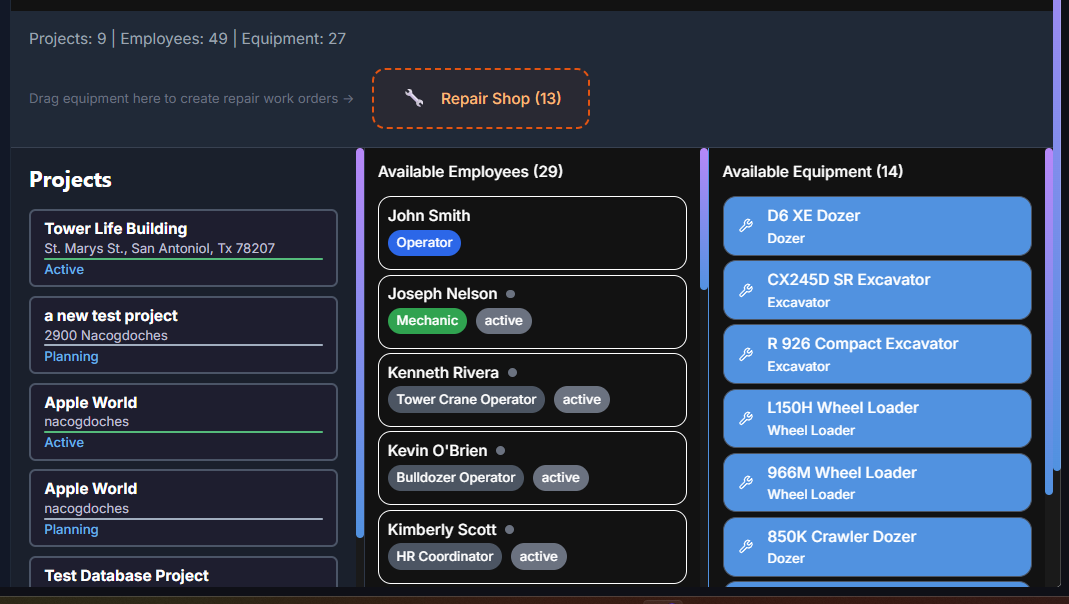 Projects: 9 | Employees: 49 | Equipment: 27
Drag equipment here to create repair work orders →
Repair Shop (13)
Projects
Tower Life Building
St. Marys St., San Antoniol, Tx 78207
Active
a new test project
2900 Nacogdoches
Planning
Apple World
nacogdoches
Active
Apple World
nacogdoches
Planning
Test Database Project
Available Employees (29)
John Smith
Operator
Joseph Nelson
Mechanic active
Kenneth Rivera
Tower Crane Operator active
Kevin O'Brien
Bulldozer Operator active
Kimberly Scott
HR Coordinator active
Available Equipment (14)
D6 XE Dozer
Dozer
CX245D SR Excavator
Excavator
R 926 Compact Excavator
Excavator
L150H Wheel Loader
Wheel Loader
966M Wheel Loader
Wheel Loader
850K Crawler Dozer
Dozer